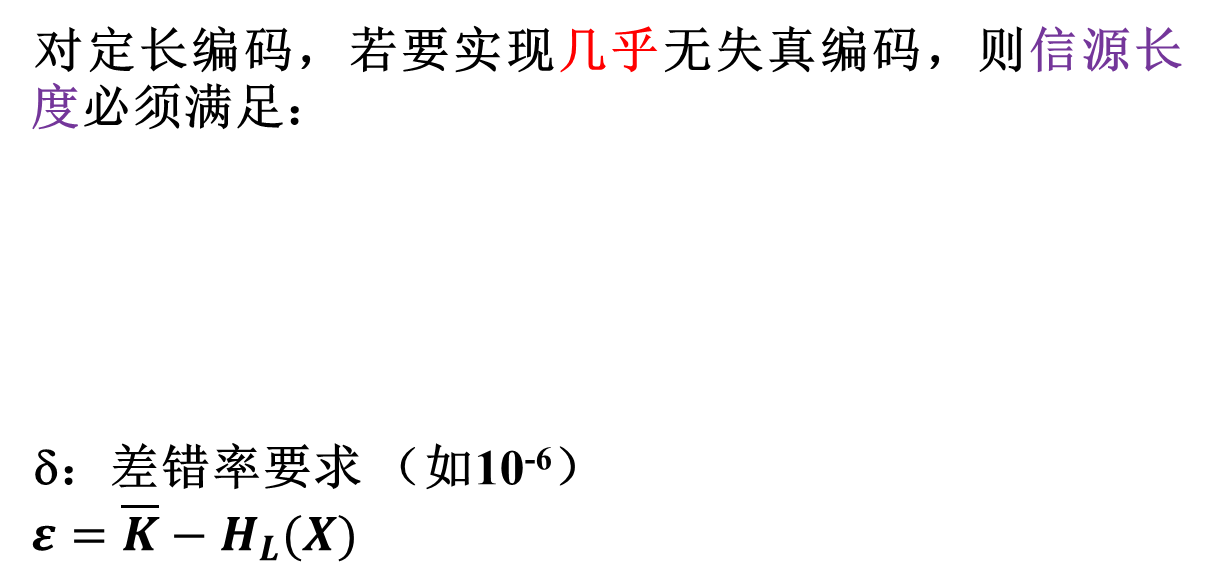 对定长编码，若要实现几乎无失真编码，则信源长
度必须满足：
δ：差错率要求 （如10⁻⁶）
ε = K̅ − H_L(X)